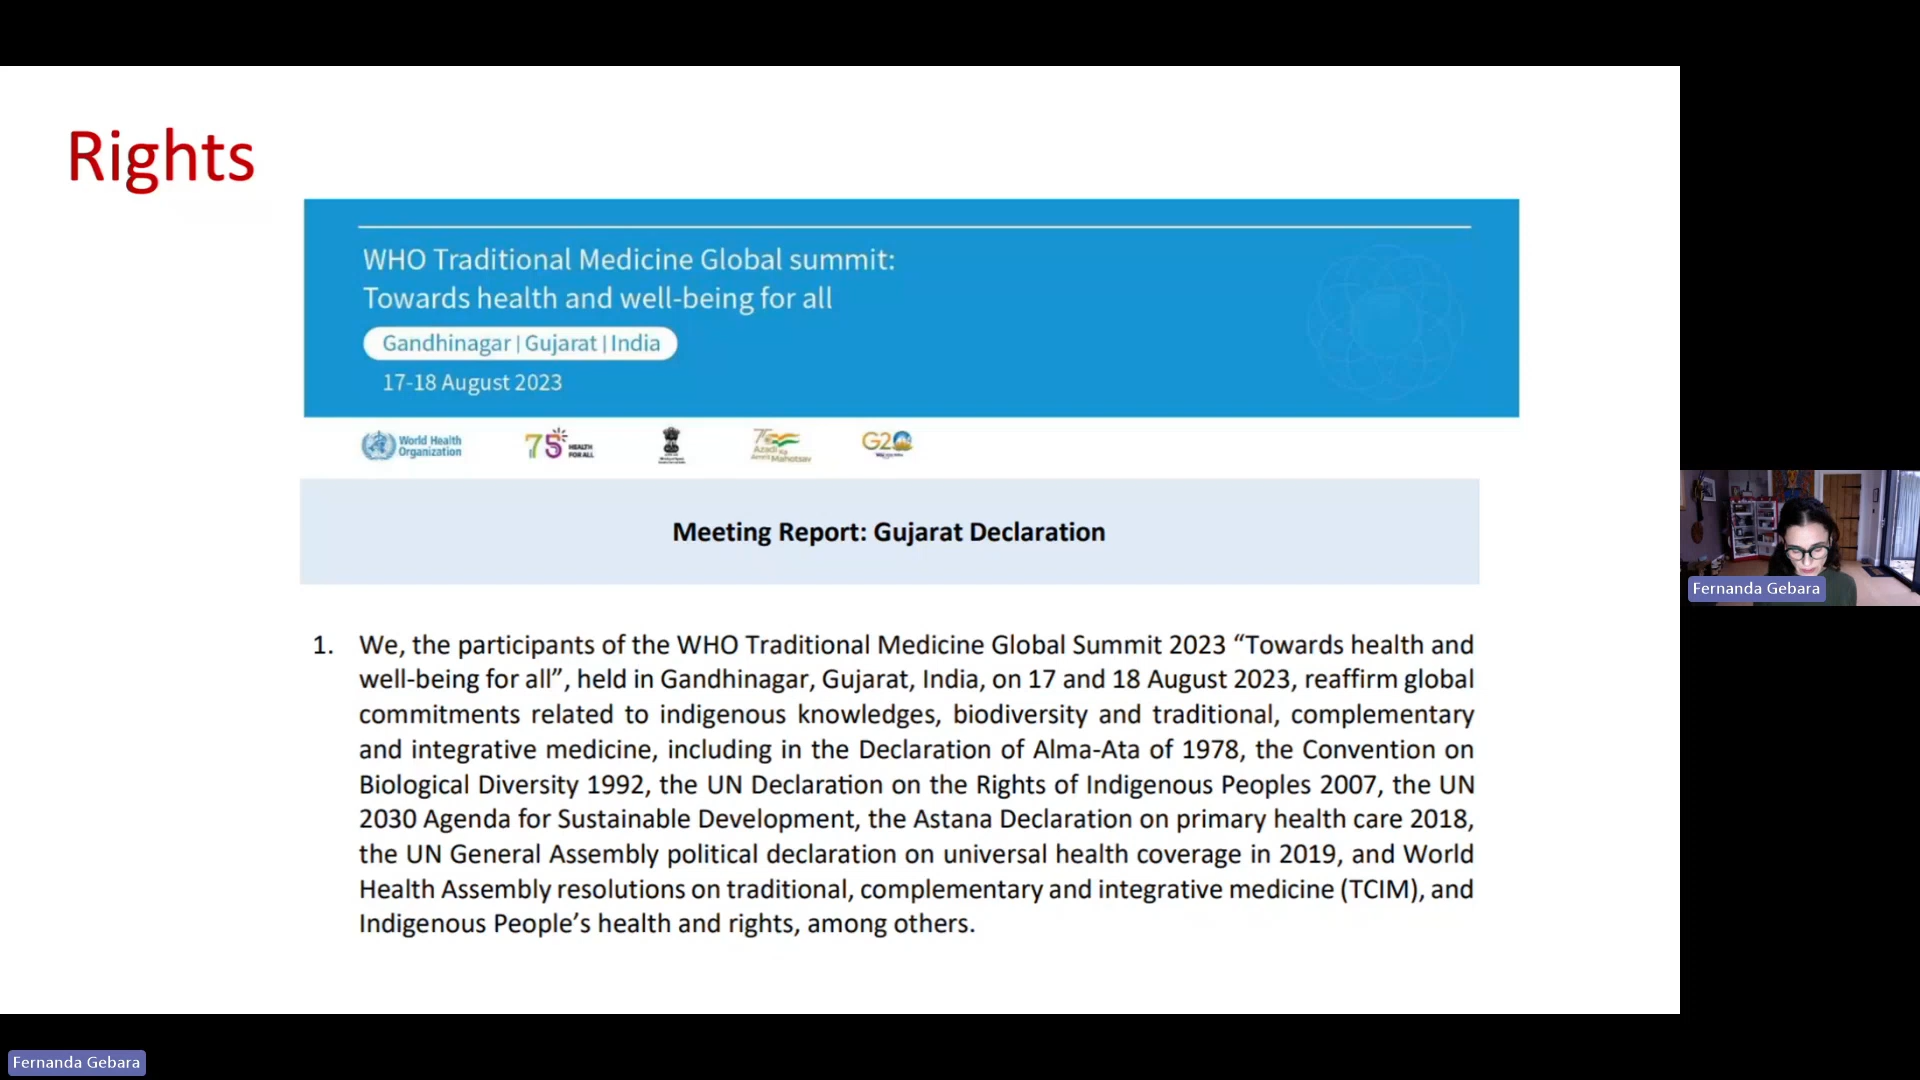 Rights
WHO Traditional Medicine Global summit:
Towards health and well-being for all
Gandhinagar | Gujarat | India
17-18 August 2023
World Health
Organization
75
HEALTH
FOR ALL
Azadi Ka
Amrit Mahotsav
G20
Meeting Report: Gujarat Declaration
1. We, the participants of the WHO Traditional Medicine Global Summit 2023 “Towards health and
well-being for all”, held in Gandhinagar, Gujarat, India, on 17 and 18 August 2023, reaffirm global
commitments related to indigenous knowledges, biodiversity and traditional, complementary
and integrative medicine, including in the Declaration of Alma-Ata of 1978, the Convention on
Biological Diversity 1992, the UN Declaration on the Rights of Indigenous Peoples 2007, the UN
2030 Agenda for Sustainable Development, the Astana Declaration on primary health care 2018,
the UN General Assembly political declaration on universal health coverage in 2019, and World
Health Assembly resolutions on traditional, complementary and integrative medicine (TCIM), and
Indigenous People’s health and rights, among others.
Fernanda Gebara
Fernanda Gebara